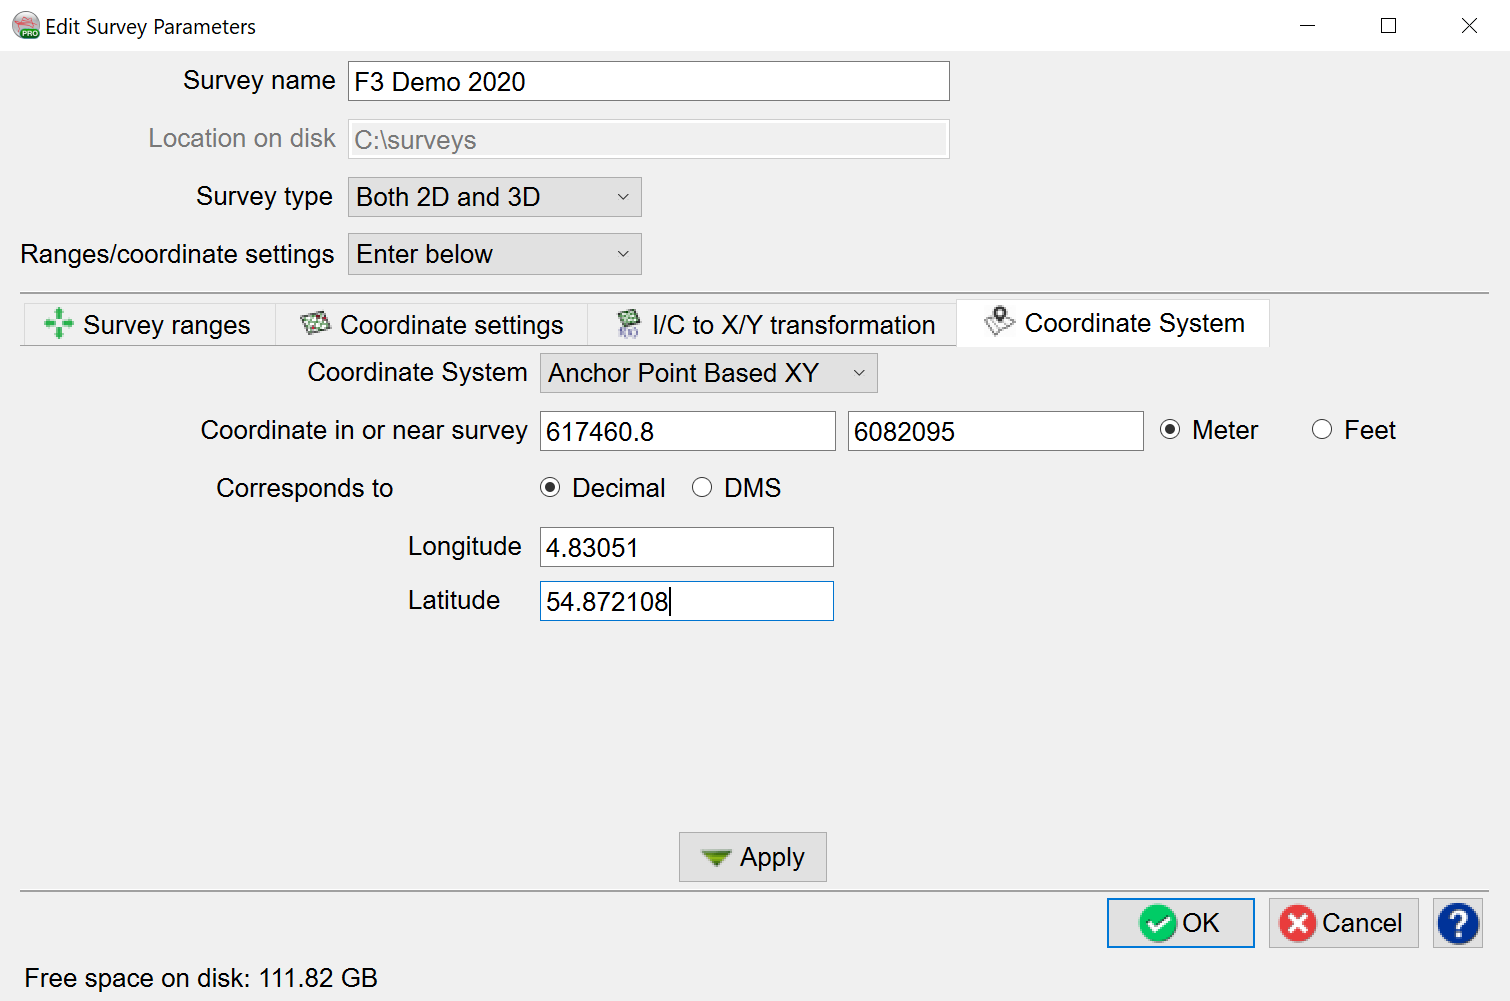 Edit Survey Parameters
Survey name F3 Demo 2020
Location on disk C:\surveys
Survey type Both 2D and 3D
Ranges/coordinate settings Enter below
Survey ranges Coordinate settings I/C to X/Y transformation Coordinate System
Coordinate System Anchor Point Based XY
Coordinate in or near survey 617460.8 6082095 Meter Feet
Corresponds to Decimal DMS
Longitude 4.83051
Latitude 54.872108
Apply
OK Cancel ?
Free space on disk: 111.82 GB